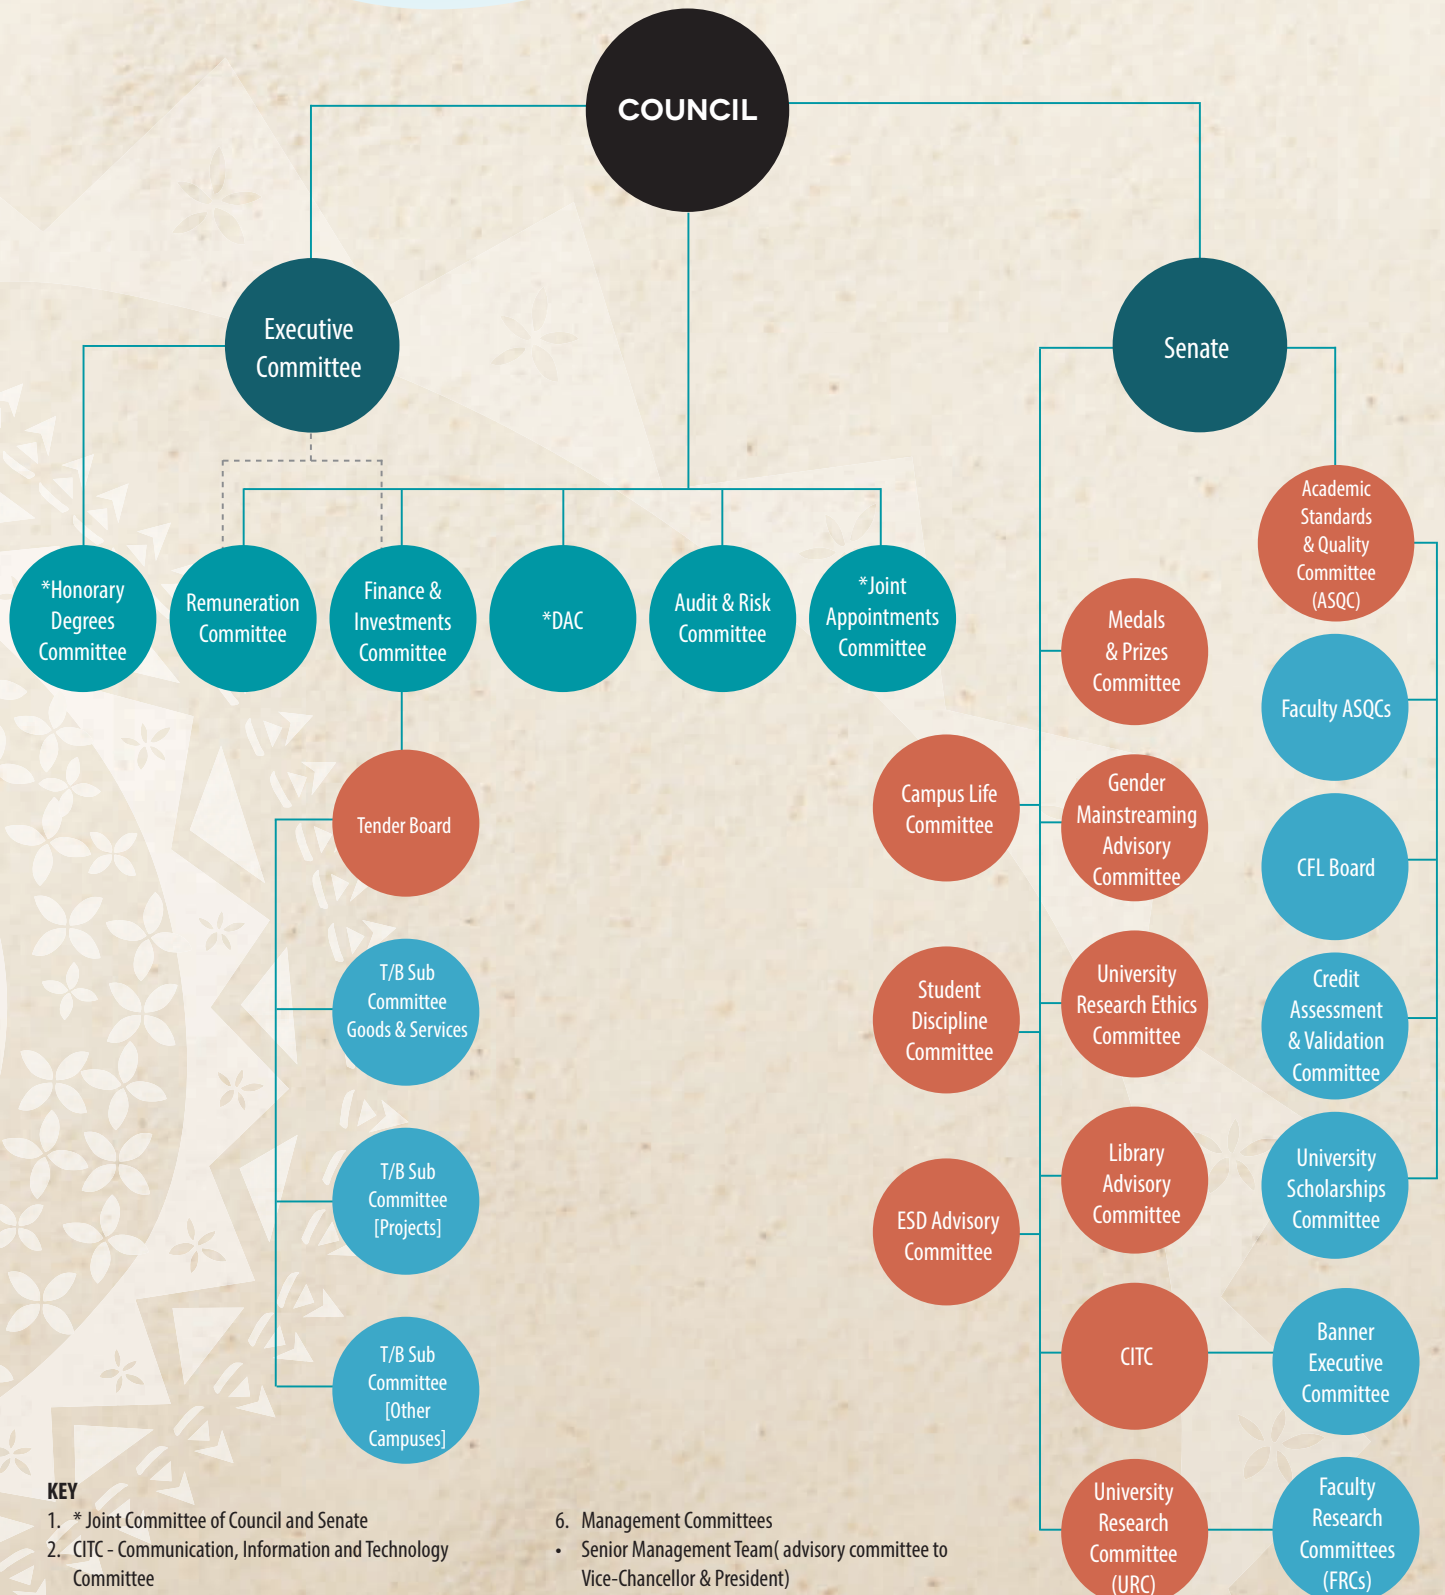 COUNCIL
Executive
Committee
Senate
*Honorary
Degrees
Committee
Remuneration
Committee
Finance &
Investments
Committee
*DAC
Audit & Risk
Committee
*Joint
Appointments
Committee
Academic
Standards
& Quality
Committee
(ASQC)
Medals
& Prizes
Committee
Faculty ASQCs
Tender Board
Campus Life
Committee
Gender
Mainstreaming
Advisory
Committee
CFL Board
T/B Sub
Committee
Goods & Services
Student
Discipline
Committee
University
Research Ethics
Committee
Credit
Assessment
& Validation
Committee
T/B Sub
Committee
[Projects]
ESD Advisory
Committee
Library
Advisory
Committee
University
Scholarships
Committee
T/B Sub
Committee
[Other
Campuses]
CITC
Banner
Executive
Committee
University
Research
Committee
(URC)
Faculty
Research
Committees
(FRCs)
KEY
1. * Joint Committee of Council and Senate
2. CITC - Communication, Information and Technology
Committee
6. Management Committees
• Senior Management Team( advisory committee to
Vice-Chancellor & President)